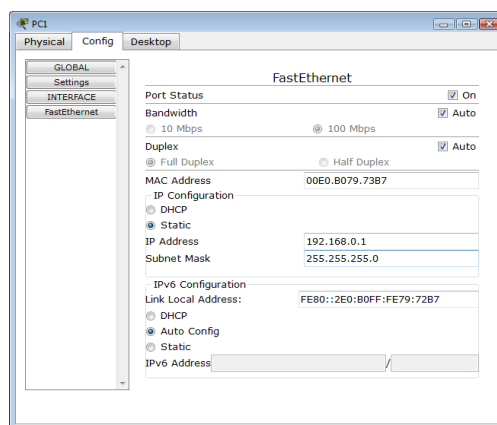 PC1
Physical Config Desktop
GLOBAL
Settings
INTERFACE
FastEthernet
FastEthernet
Port Status On
Bandwidth Auto
10 Mbps 100 Mbps
Duplex Auto
Full Duplex Half Duplex
MAC Address 00E0.B079.73B7
IP Configuration
DHCP
Static
IP Address 192.168.0.1
Subnet Mask 255.255.255.0
IPv6 Configuration
Link Local Address: FE80::2E0:B0FF:FE79:72B7
DHCP
Auto Config
Static
IPv6 Address /